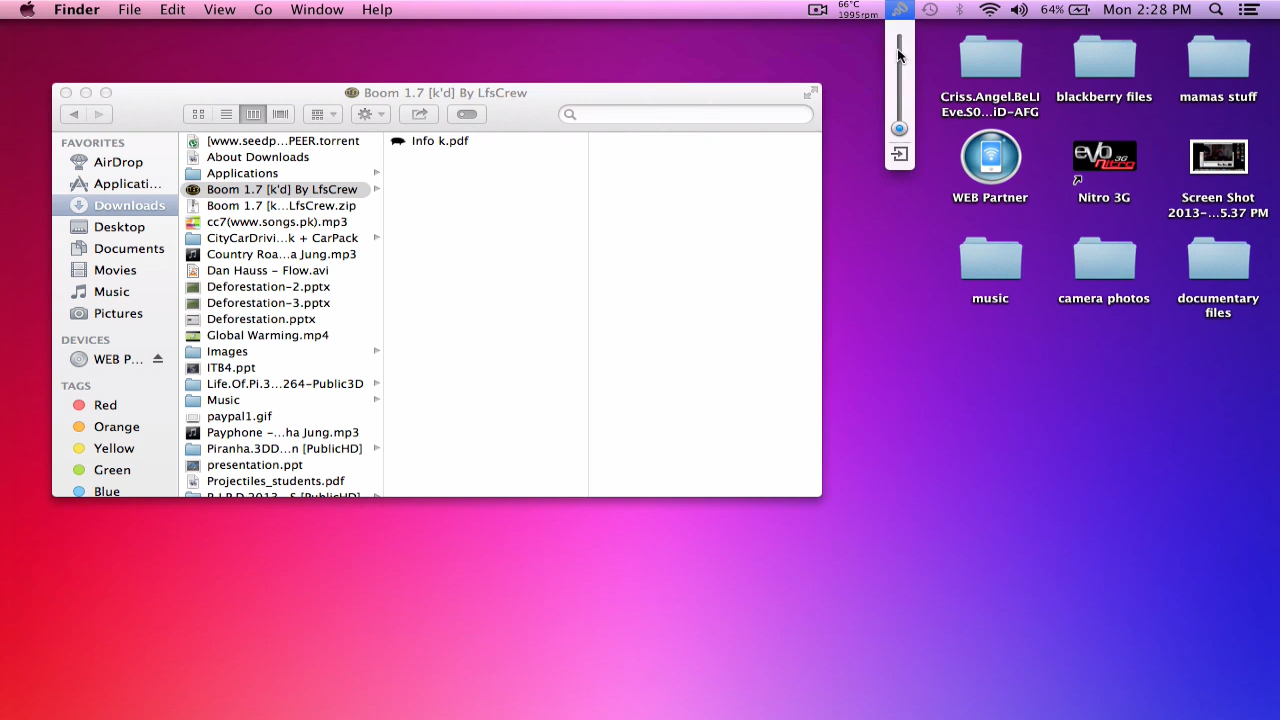 Finder File Edit View Go Boom Window Help
66°C
1995rpm
64% Mon 2:28 PM
Boom 1.7 [k'd] By LfsCrew
FAVORITES
AirDrop
Applicati...
Downloads
Desktop
Documents
Movies
Music
Pictures
DEVICES
WEB P...
TAGS
Red
Orange
Yellow
Green
Blue
[www.seedp...PEER.torrent
About Downloads
Applications
Boom 1.7 [k'd] By LfsCrew
Boom 1.7 [k...LfsCrew.zip
cc7(www.songs.pk).mp3
CityCarDrivi...k + CarPack
Country Roa...a Jung.mp3
Dan Hauss - Flow.avi
Deforestation-2.pptx
Deforestation-3.pptx
Deforestation.pptx
Global Warming.mp4
Images
ITB4.ppt
Life.Of.Pi.3...264-Public3D
Music
paypal1.gif
Payphone -...ha Jung.mp3
Piranha.3DD...n [PublicHD]
presentation.ppt
Projectiles_students.pdf
R.I.P.D.2013...S [PublicHD]
Info k.pdf
Criss.Angel.BeLI
Eve.S0...iD-AFG
blackberry files
mamas stuff
WEB Partner
evo Nitro 3G
Nitro 3G
Screen Shot
2013-...5.37 PM
music
camera photos
documentary
files